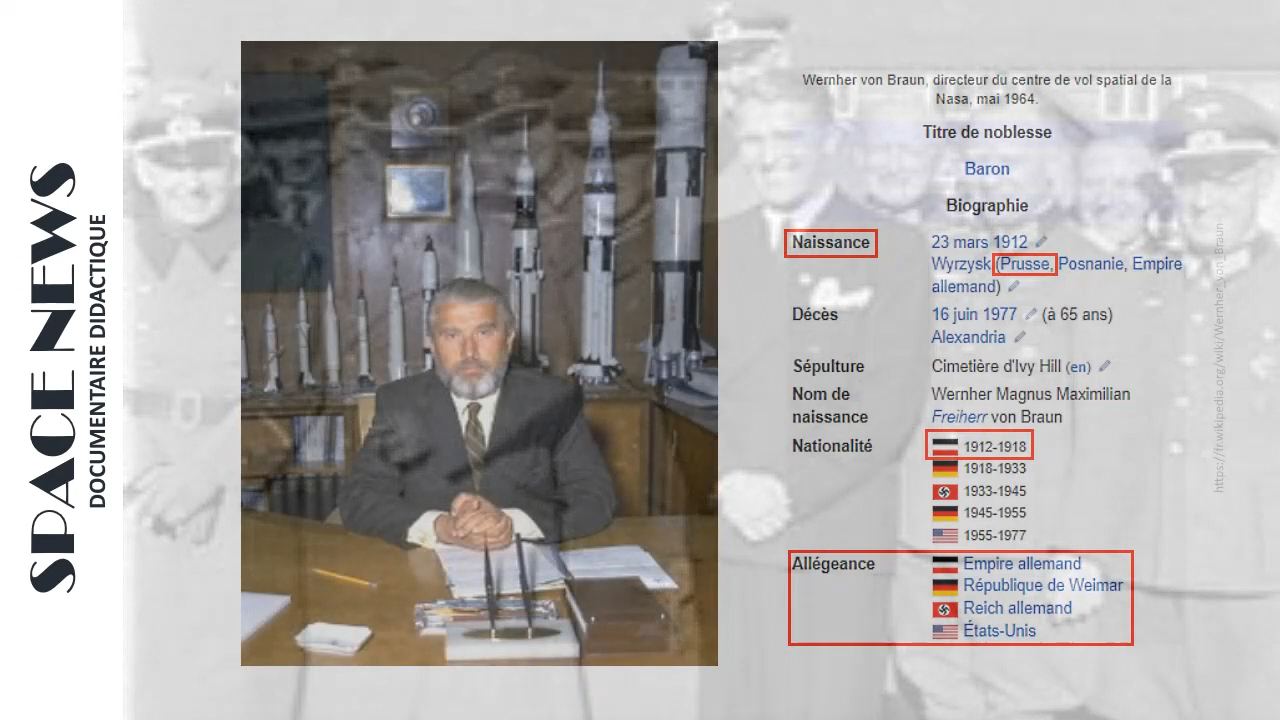 SPACE NEWS
DOCUMENTAIRE DIDACTIQUE
Wernher von Braun, directeur du centre de vol spatial de la
Nasa, mai 1964.
Titre de noblesse
Baron
Biographie
Naissance 23 mars 1912
Wyrzysk (Prusse, Posnanie, Empire
allemand)
Décès 16 juin 1977 (à 65 ans)
Alexandria
Sépulture Cimetière d'Ivy Hill (en)
Nom de naissance Wernher Magnus Maximilian
Freiherr von Braun
Nationalité 1912-1918
1918-1933
1933-1945
1945-1955
1955-1977
Allégeance Empire allemand
République de Weimar
Reich allemand
États-Unis
https://fr.wikipedia.org/wiki/Wernher_von_Braun